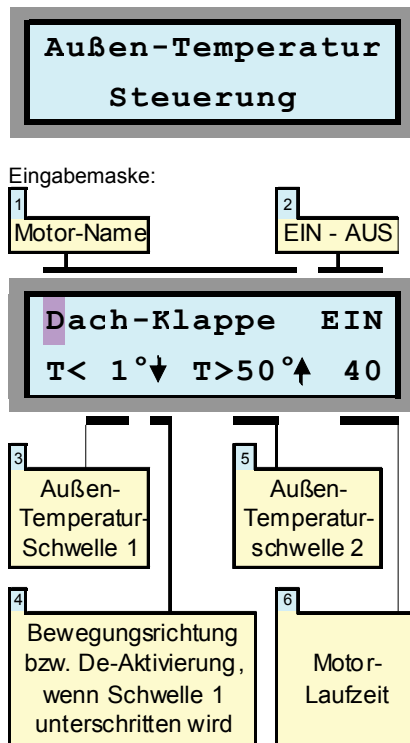 Außen-Temperatur
Steuerung
Eingabemaske:
1
Motor-Name
2
EIN - AUS
Dach-Klappe EIN
T< 1°↓ T>50°↑ 40
3
Außen-
Temperatur-
Schwelle 1
5
Außen-
Temperatur-
schwelle 2
4
Bewegungsrichtung
bzw. De-Aktivierung,
wenn Schwelle 1
unterschritten wird
6
Motor-
Laufzeit